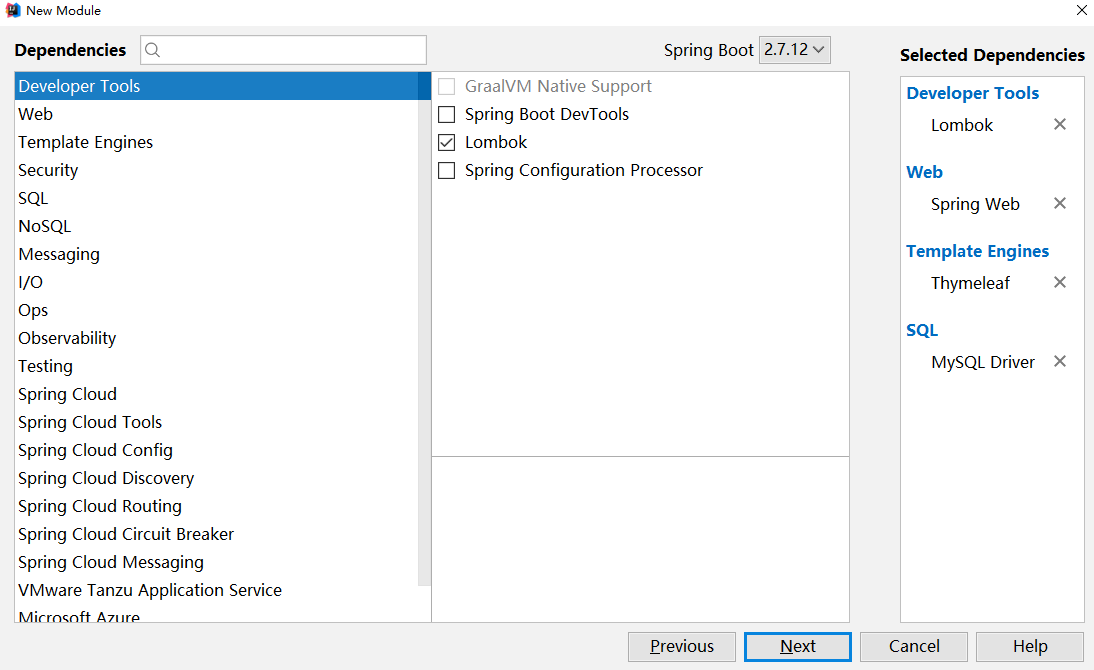 New Module
Dependencies
Spring Boot 2.7.12
Selected Dependencies
Developer Tools
Web
Template Engines
Security
SQL
NoSQL
Messaging
I/O
Ops
Observability
Testing
Spring Cloud
Spring Cloud Tools
Spring Cloud Config
Spring Cloud Discovery
Spring Cloud Routing
Spring Cloud Circuit Breaker
Spring Cloud Messaging
VMware Tanzu Application Service
Microsoft Azure
GraalVM Native Support
Spring Boot DevTools
Lombok
Spring Configuration Processor
Developer Tools
Lombok
Web
Spring Web
Template Engines
Thymeleaf
SQL
MySQL Driver
Previous
Next
Cancel
Help